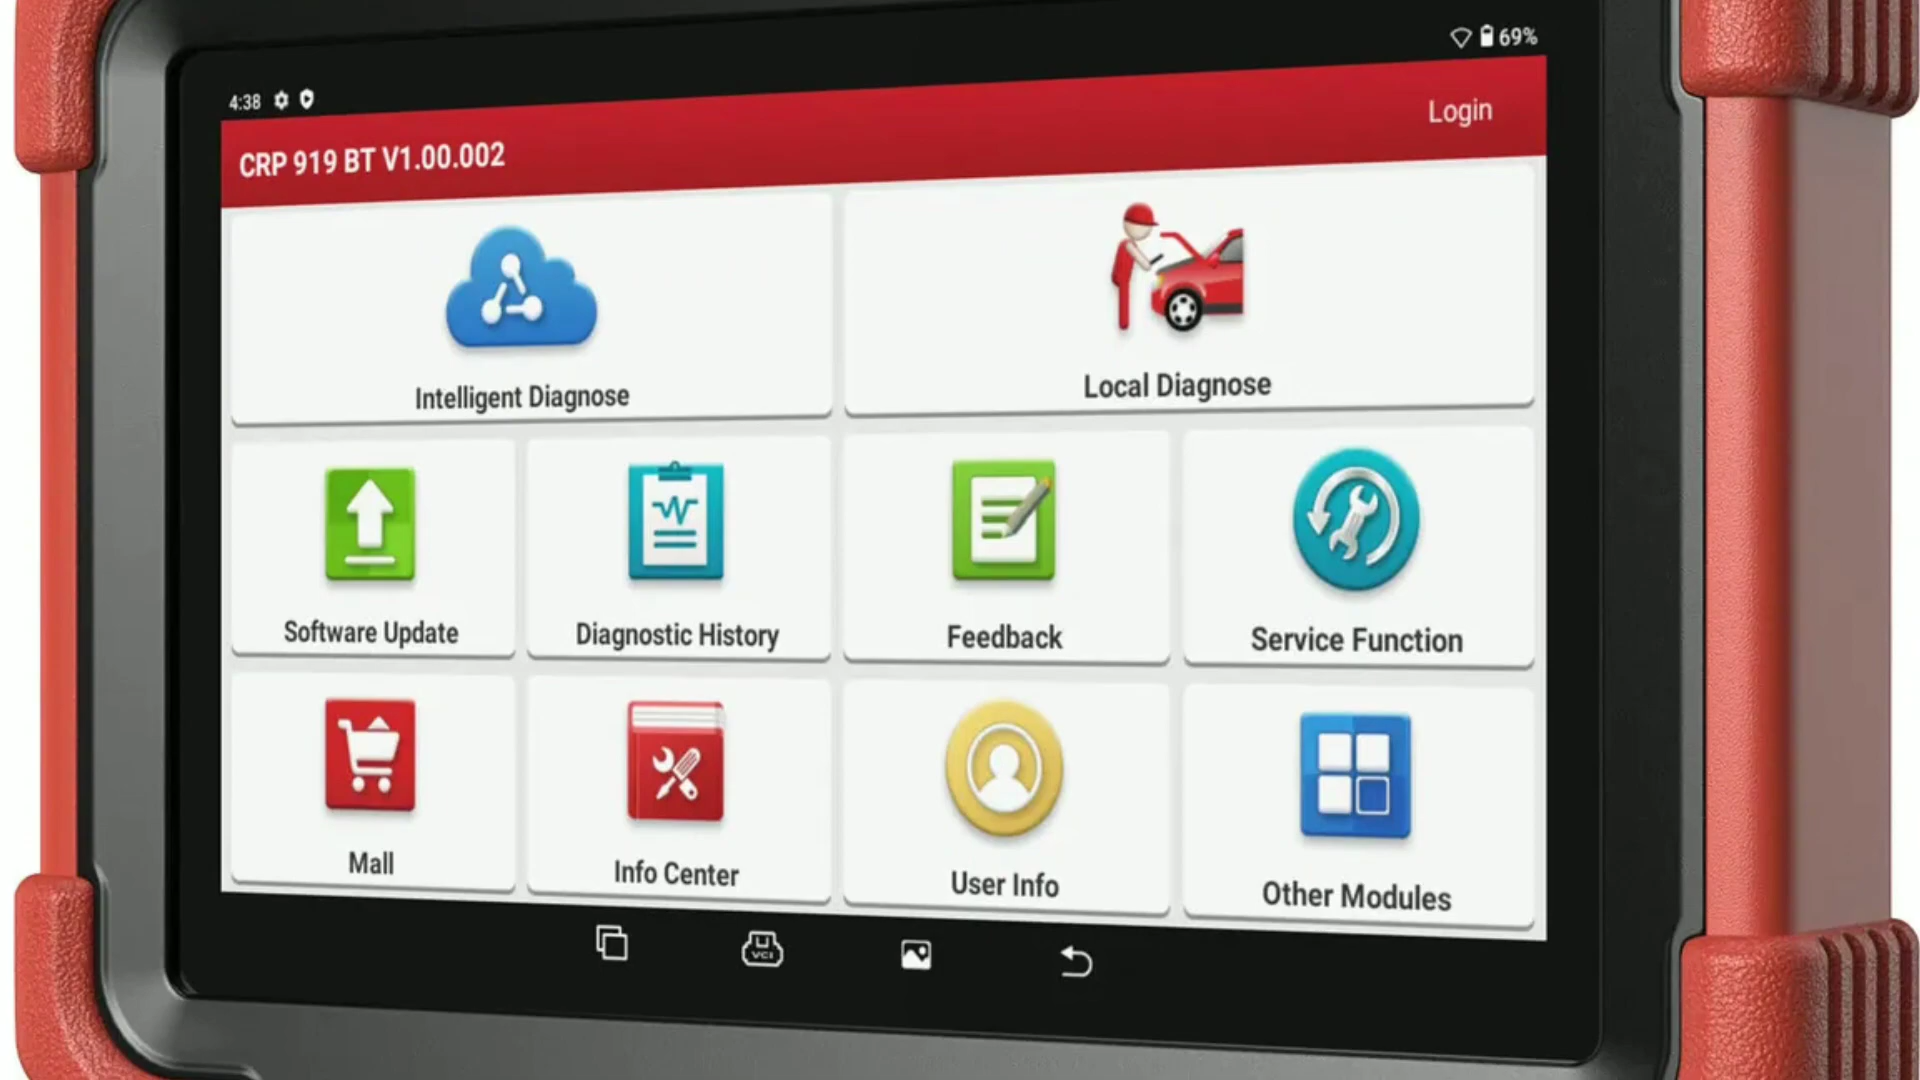 4:38
69%
CRP 919 BT V1.00.002
Login
Intelligent Diagnose
Local Diagnose
Software Update
Diagnostic History
Feedback
Service Function
Mall
Info Center
User Info
Other Modules
VCI